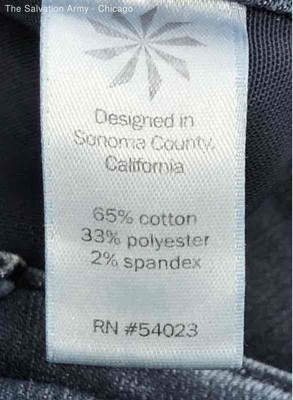 The Salvation Army - Chicago
Designed in
Sonoma County,
California
65% cotton
33% polyester
2% spandex
RN #54023